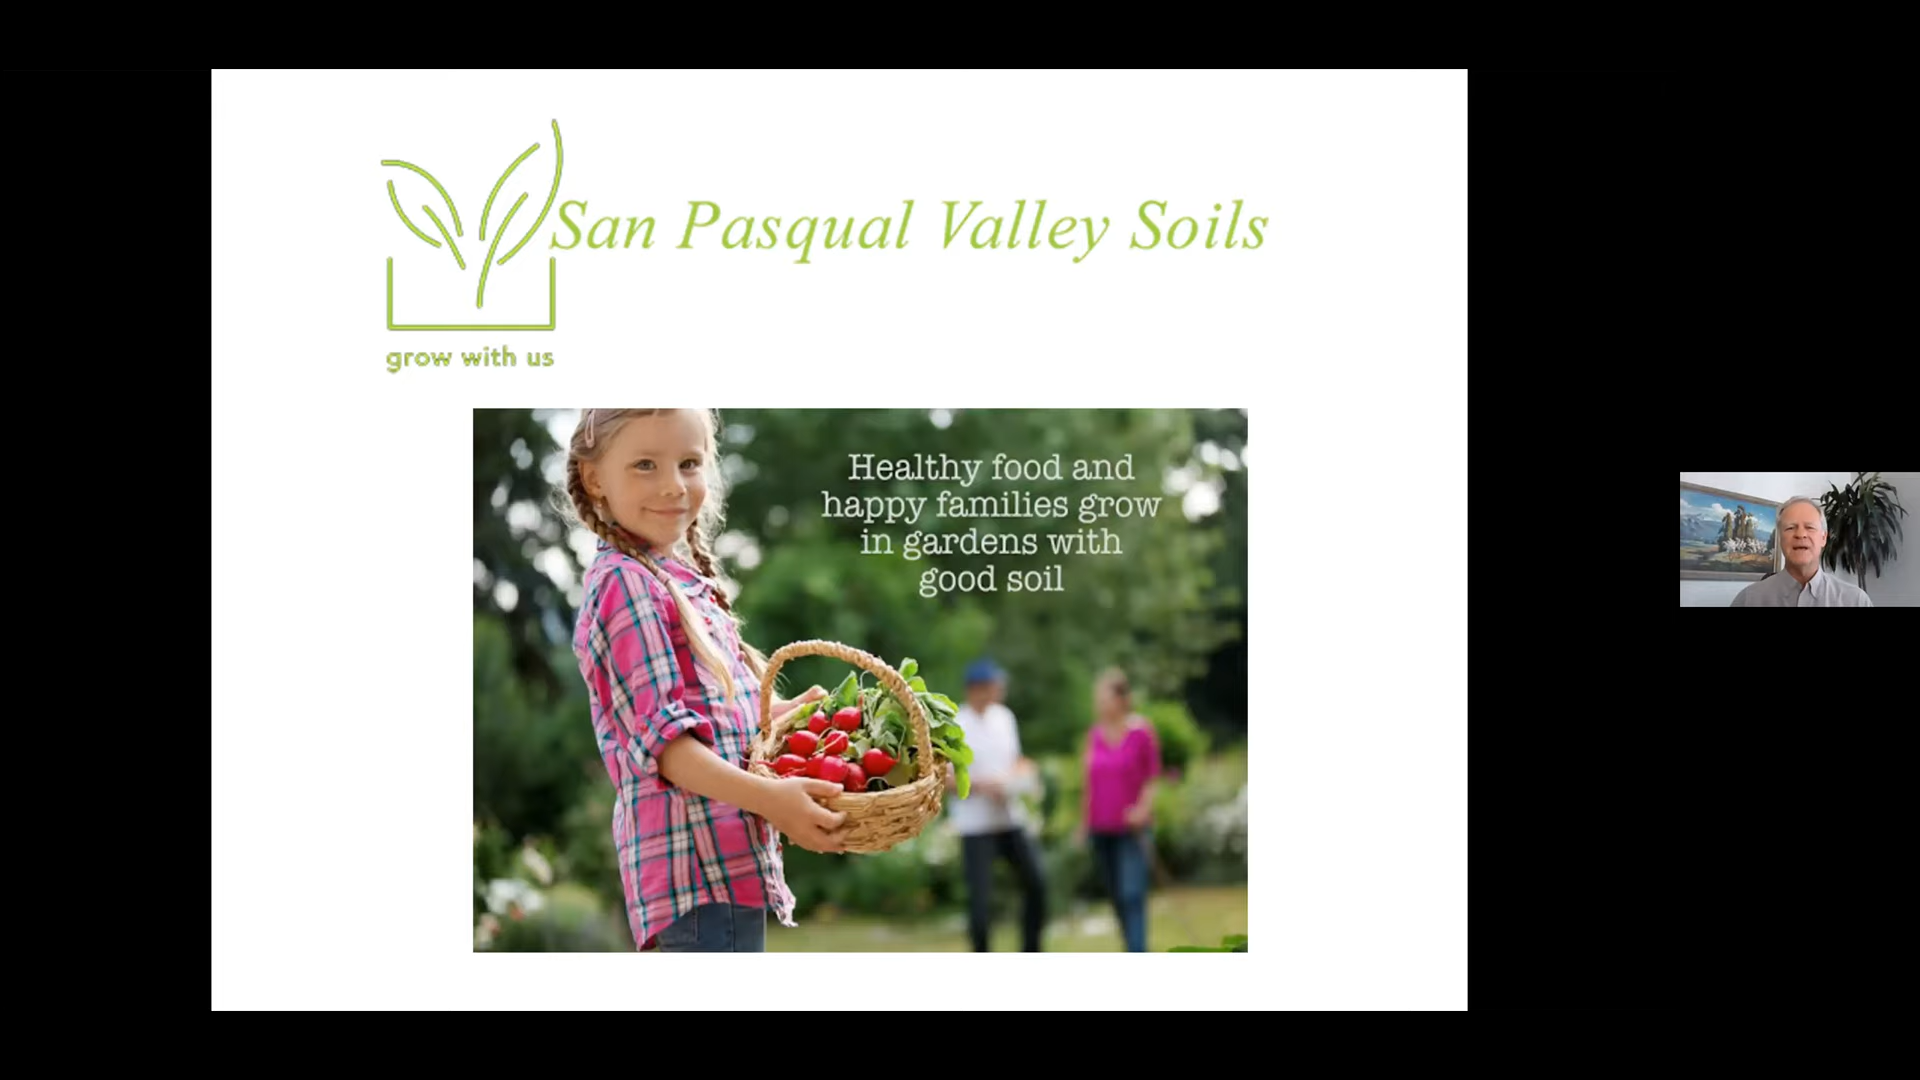 San Pasqual Valley Soils
grow with us
Healthy food and
happy families grow
in gardens with
good soil